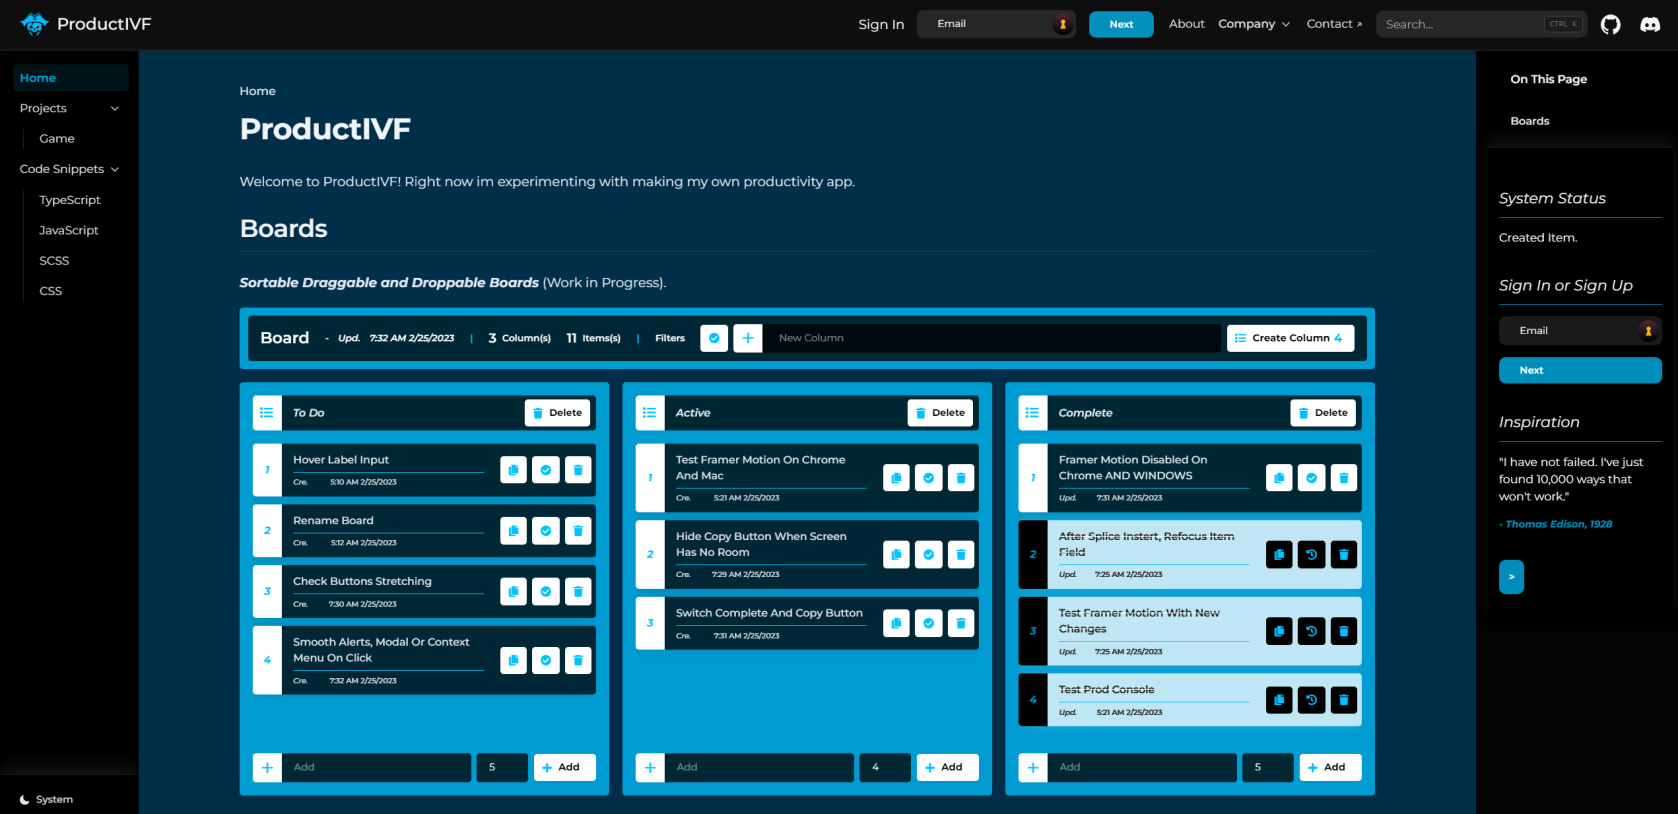 ProductIVF
Sign In
Email
Next
About
Company
Contact ↗
Search...
CTRL K
Home
Projects
Game
Code Snippets
TypeScript
JavaScript
SCSS
CSS
System
Home
ProductIVF
Welcome to ProductIVF! Right now im experimenting with making my own productivity app.
Boards
Sortable Draggable and Droppable Boards (Work in Progress).
Board - Upd. 7:32 AM 2/25/2023 | 3 Column(s) 11 Items(s) | Filters
New Column
Create Column 4
To Do
Delete
1
Hover Label Input
Cre. 5:10 AM 2/25/2023
2
Rename Board
Cre. 5:12 AM 2/25/2023
3
Check Buttons Stretching
Cre. 7:30 AM 2/25/2023
4
Smooth Alerts, Modal Or Context
Menu On Click
Cre. 7:32 AM 2/25/2023
+ Add
5
+ Add
Active
Delete
1
Test Framer Motion On Chrome
And Mac
Cre. 5:21 AM 2/25/2023
2
Hide Copy Button When Screen
Has No Room
Cre. 7:29 AM 2/25/2023
3
Switch Complete And Copy Button
Cre. 7:31 AM 2/25/2023
+ Add
4
+ Add
Complete
Delete
1
Framer Motion Disabled On
Chrome AND WINDOWS
Upd. 7:31 AM 2/25/2023
2
After Splice Instert, Refocus Item
Field
Upd. 7:25 AM 2/25/2023
3
Test Framer Motion With New
Changes
Upd. 7:25 AM 2/25/2023
4
Test Prod Console
Upd. 5:21 AM 2/25/2023
+ Add
5
+ Add
On This Page
Boards
System Status
Created Item.
Sign In or Sign Up
Email
Next
Inspiration
"I have not failed. I've just
found 10,000 ways that
won't work."
- Thomas Edison, 1928
>